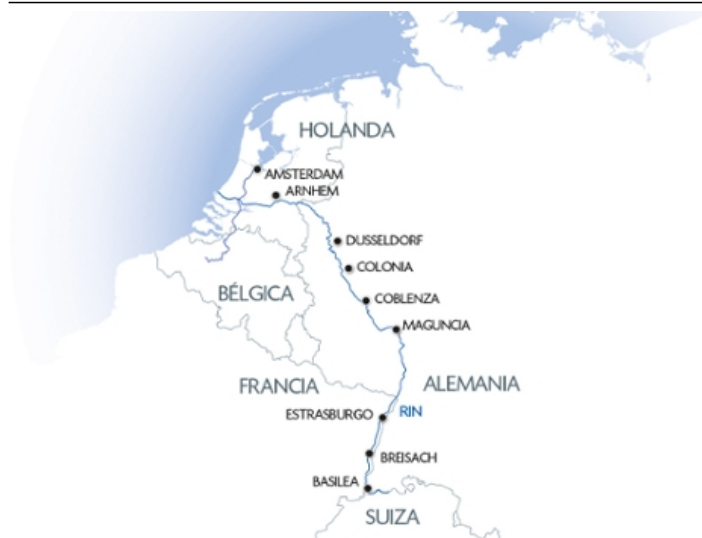 HOLANDA
AMSTERDAM
ARNHEM
DUSSELDORF
COLONIA
BÉLGICA
COBLENZA
MAGUNCIA
FRANCIA
ALEMANIA
ESTRASBURGO
RIN
BREISACH
BASILEA
SUIZA